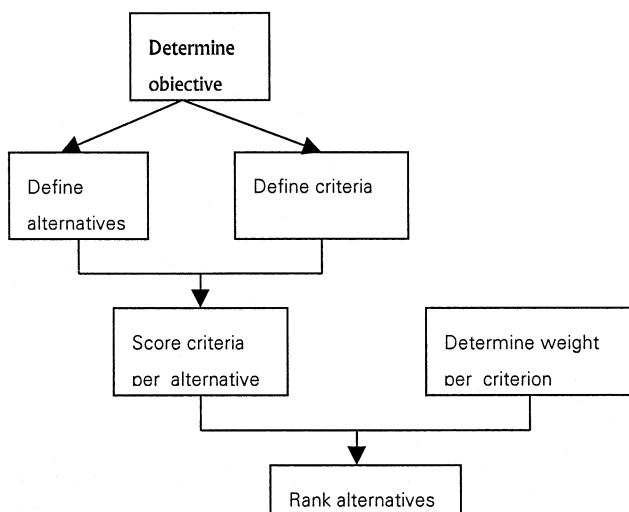 Determine
objective
Define
alternatives
Define criteria
Score criteria
per alternative
Determine weight
per criterion
Rank alternatives